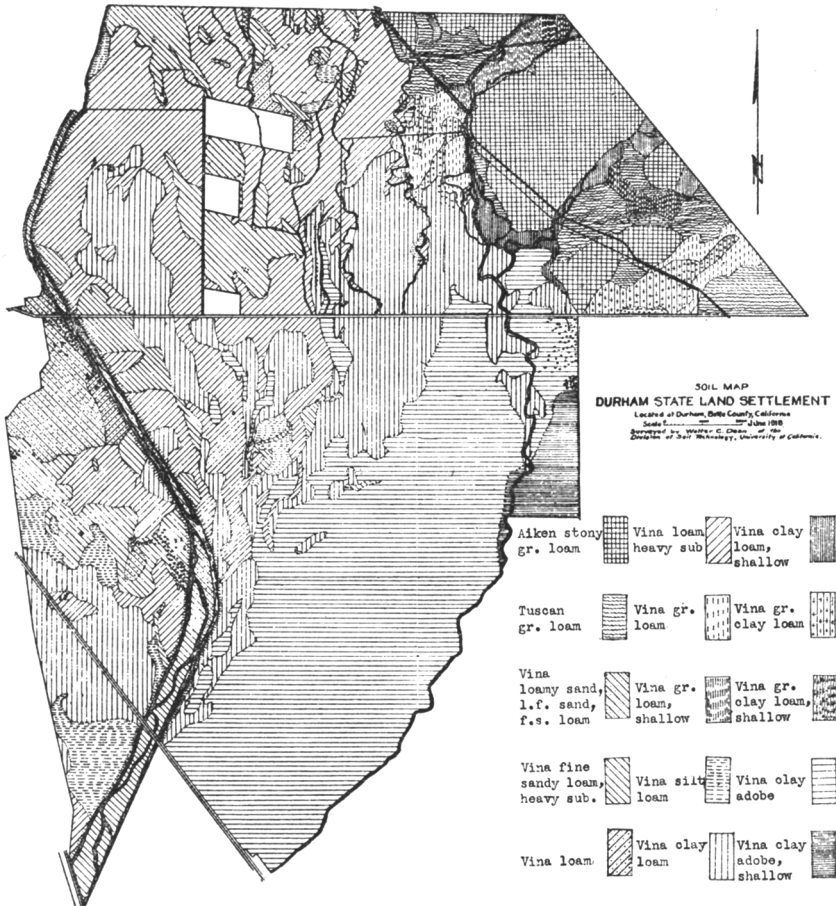 N
SOIL MAP
DURHAM STATE LAND SETTLEMENT
Located at Durham, Butte County, California
Scale June 1918
Surveyed by Walter C. Dean of the
Division of Soil Technology, University of California.
Aiken stony
gr. loam
Vina loam
heavy sub
Vina clay
loam,
shallow
Tuscan
gr. loam
Vina gr.
loam
Vina gr.
clay loam
Vina
loamy sand,
l.f. sand,
f.s. loam
Vina gr.
loam,
shallow
Vina gr.
clay loam,
shallow
Vina fine
sandy loam,
heavy sub.
Vina silt
loam
Vina clay
adobe
Vina loam
Vina clay
loam
Vina clay
adobe,
shallow